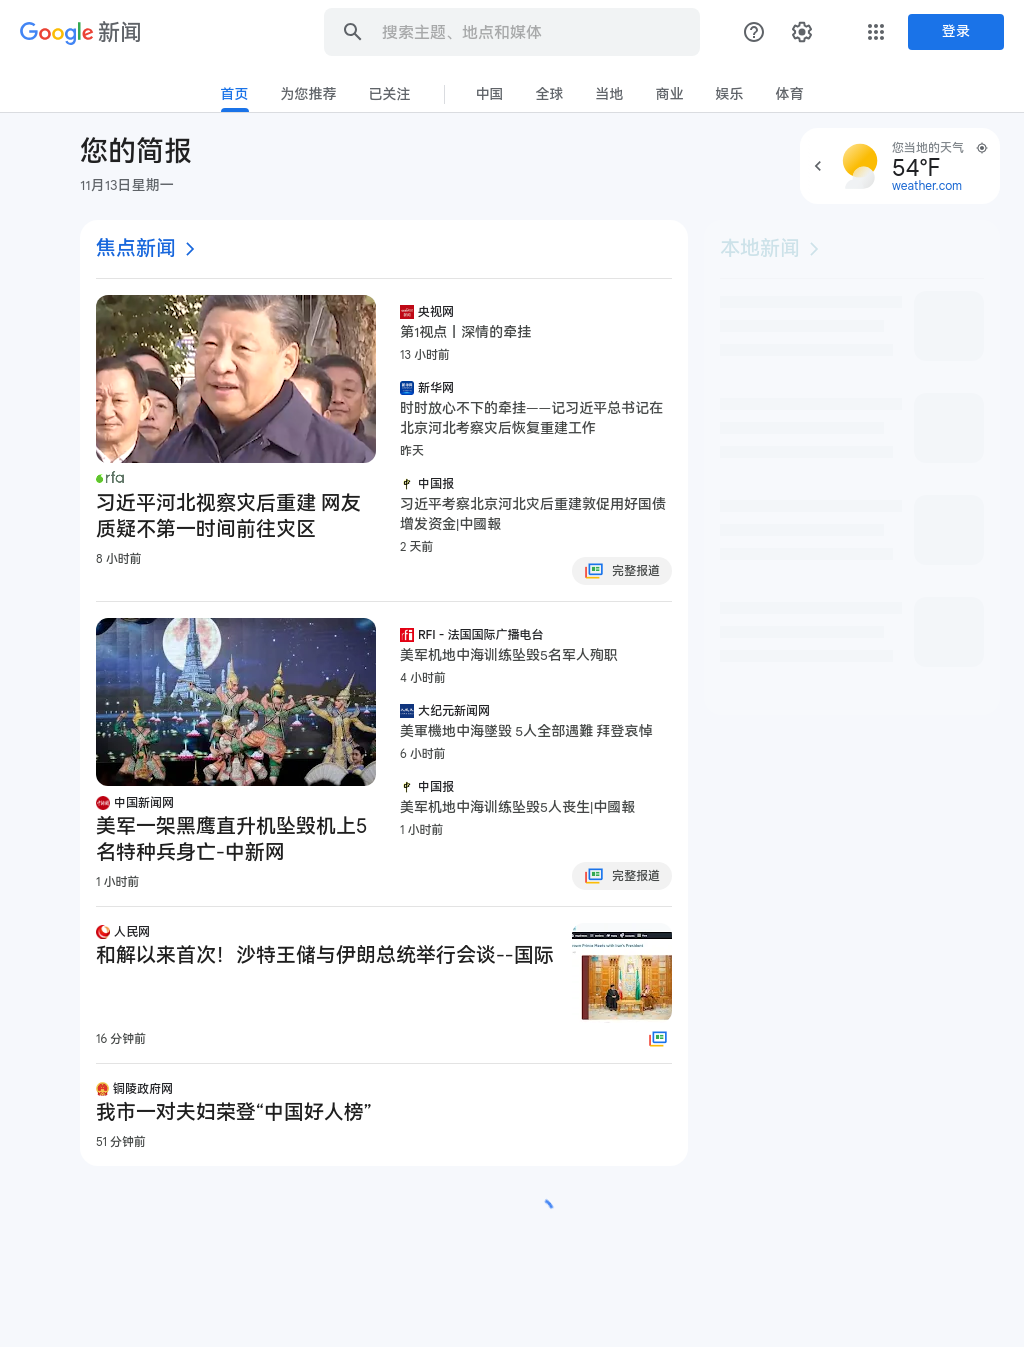 Google 新闻
搜索主题、地点和媒体
登录
首页
为您推荐
已关注
中国
全球
当地
商业
娱乐
体育
您的简报
11月13日星期一
您当地的天气
54°F
weather.com
焦点新闻
本地新闻
rfa
习近平河北视察灾后重建 网友
质疑不第一时间前往灾区
8 小时前
央视网
第1视点丨深情的牵挂
13 小时前
新华网
时时放心不下的牵挂——记习近平总书记在
北京河北考察灾后恢复重建工作
昨天
中国报
习近平考察北京河北灾后重建敦促用好国债
增发资金|中國報
2 天前
完整报道
中国新闻网
美军一架黑鹰直升机坠毁机上5
名特种兵身亡-中新网
1 小时前
RFI - 法国国际广播电台
美军机地中海训练坠毁5名军人殉职
4 小时前
大纪元新闻网
美軍機地中海墜毀 5人全部遇難 拜登哀悼
6 小时前
中国报
美军机地中海训练坠毁5人丧生|中國報
1 小时前
完整报道
人民网
和解以来首次！沙特王储与伊朗总统举行会谈--国际
own Prince Meets with Iran's President
16 分钟前
铜陵政府网
我市一对夫妇荣登“中国好人榜”
51 分钟前